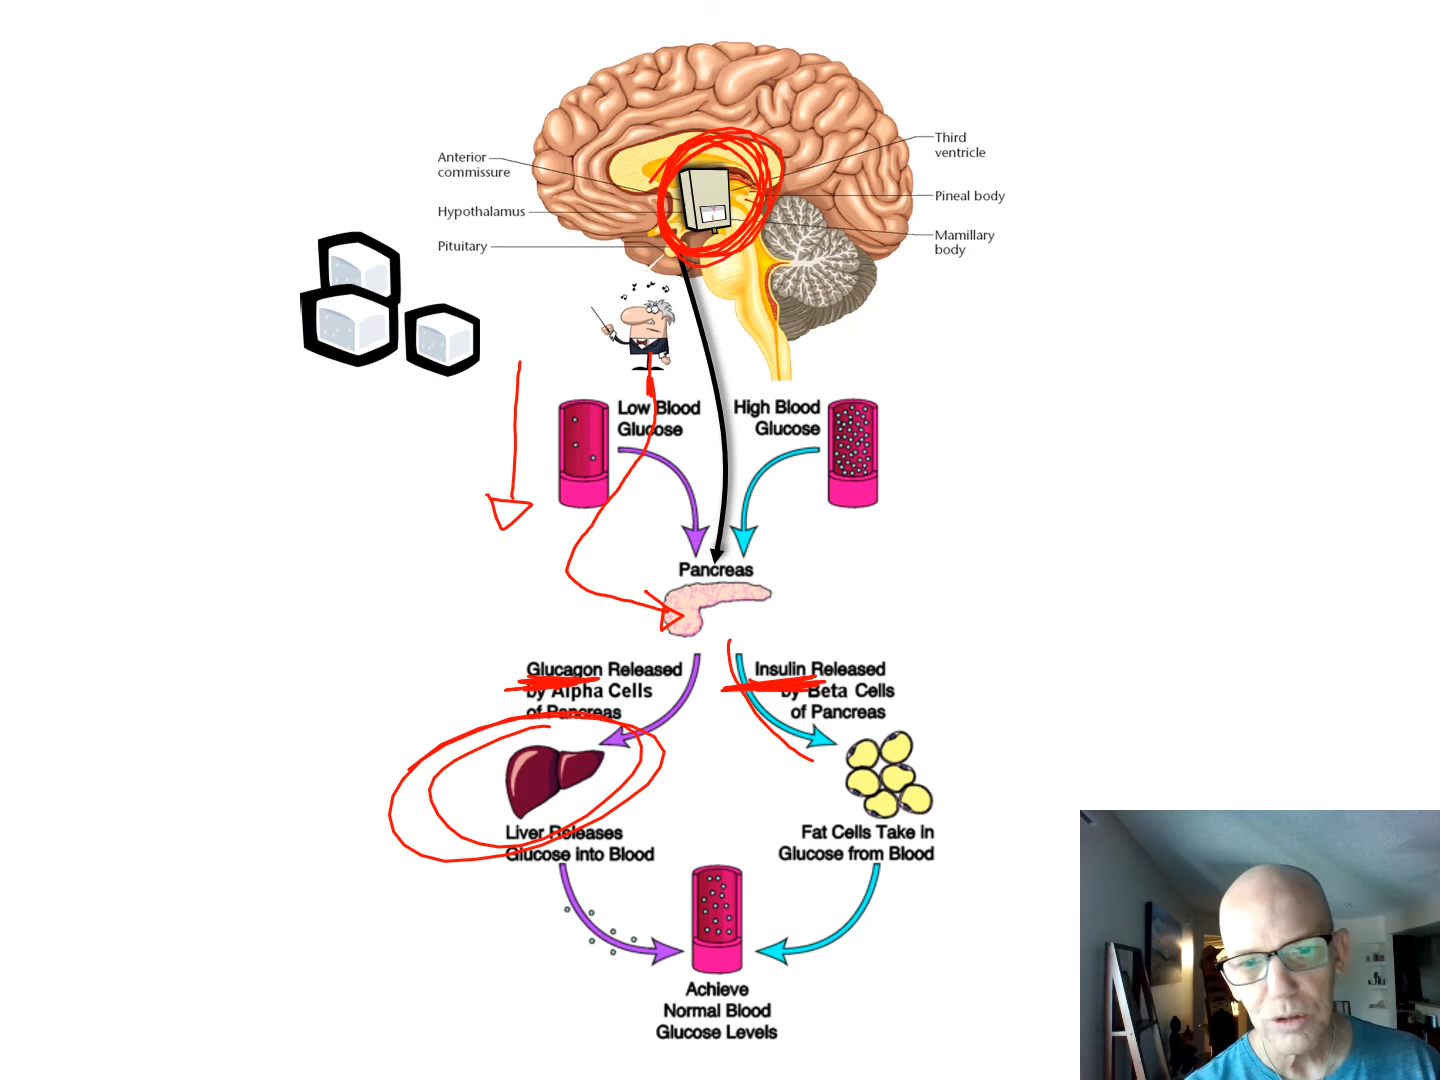 Third
ventricle
Anterior
commissure
Pineal body
Hypothalamus
Mamillary
body
Pituitary
Low Blood
Glucose
High Blood
Glucose
Pancreas
Glucagon Released
by Alpha Cells
of Pancreas
Insulin Released
by Beta Cells
of Pancreas
Liver Releases
Glucose into Blood
Fat Cells Take in
Glucose from Blood
Achieve
Normal Blood
Glucose Levels